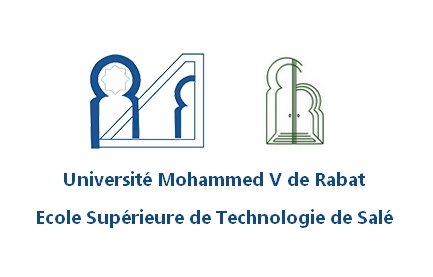 Université Mohammed V de Rabat
Ecole Supérieure de Technologie de Salé